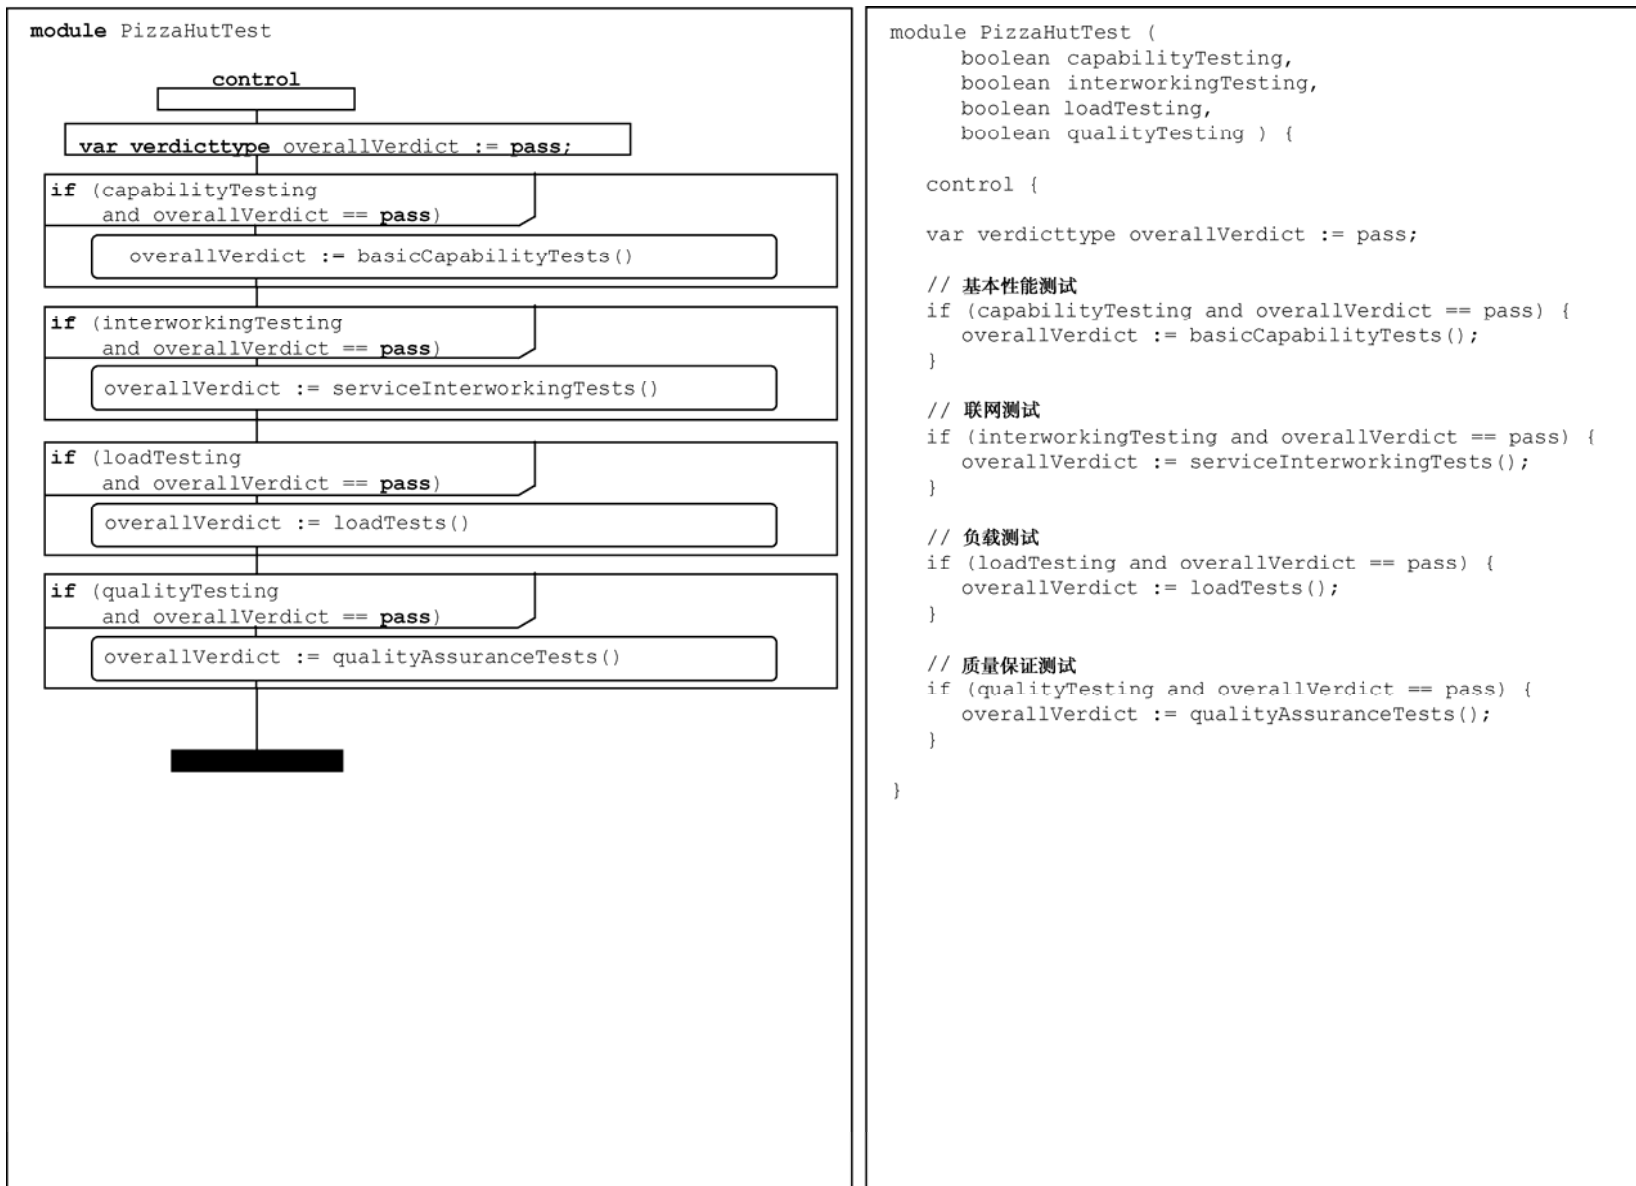 module PizzaHutTest
control
var verdicttype overallVerdict := pass;
if (capabilityTesting
and overallVerdict == pass)
overallVerdict := basicCapabilityTests()
if (interworkingTesting
and overallVerdict == pass)
overallVerdict := serviceInterworkingTests()
if (loadTesting
and overallVerdict == pass)
overallVerdict := loadTests()
if (qualityTesting
and overallVerdict == pass)
overallVerdict := qualityAssuranceTests()
module PizzaHutTest (
boolean capabilityTesting,
boolean interworkingTesting,
boolean loadTesting,
boolean qualityTesting ) {
control {
var verdicttype overallVerdict := pass;
// 基本性能测试
if (capabilityTesting and overallVerdict == pass) {
overallVerdict := basicCapabilityTests();
}
// 联网测试
if (interworkingTesting and overallVerdict == pass) {
overallVerdict := serviceInterworkingTests();
}
// 负载测试
if (loadTesting and overallVerdict == pass) {
overallVerdict := loadTests();
}
// 质量保证测试
if (qualityTesting and overallVerdict == pass) {
overallVerdict := qualityAssuranceTests();
}
}